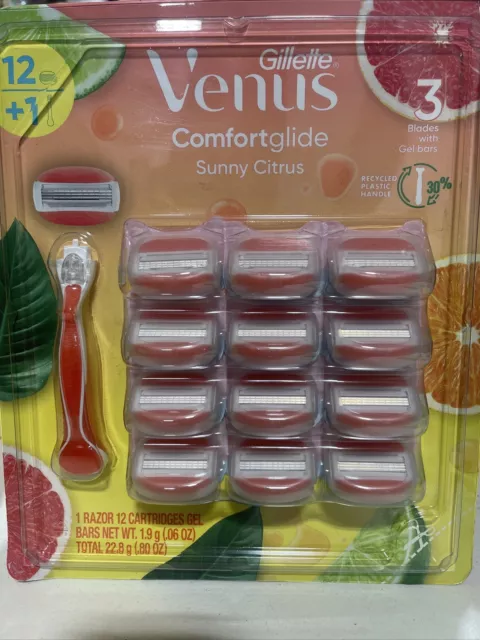 12
+1
Gillette
Venus
Comfortglide
Sunny Citrus
3
Blades
with
Gel bars
RECYCLED
PLASTIC
HANDLE
30%
1 RAZOR 12 CARTRIDGES GEL
BARS NET WT. 1.9 g (.06 OZ)
TOTAL 22.8 g (.80 OZ)